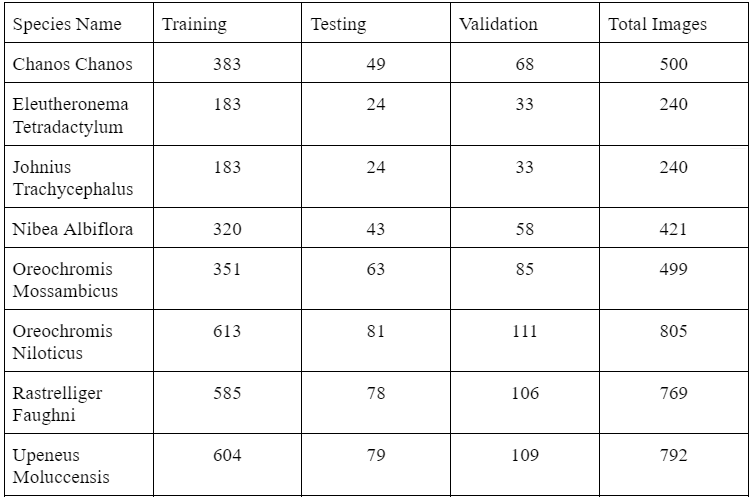 Species Name Training Testing Validation Total Images
Chanos Chanos 383 49 68 500
Eleutheronema 183 24 33 240
Tetradactylum
Johnius 183 24 33 240
Trachycephalus
Nibea Albiflora 320 43 58 421
Oreochromis 351 63 85 499
Mossambicus
Oreochromis 613 81 111 805
Niloticus
Rastrelliger 585 78 106 769
Faughni
Upeneus 604 79 109 792
Moluccensis